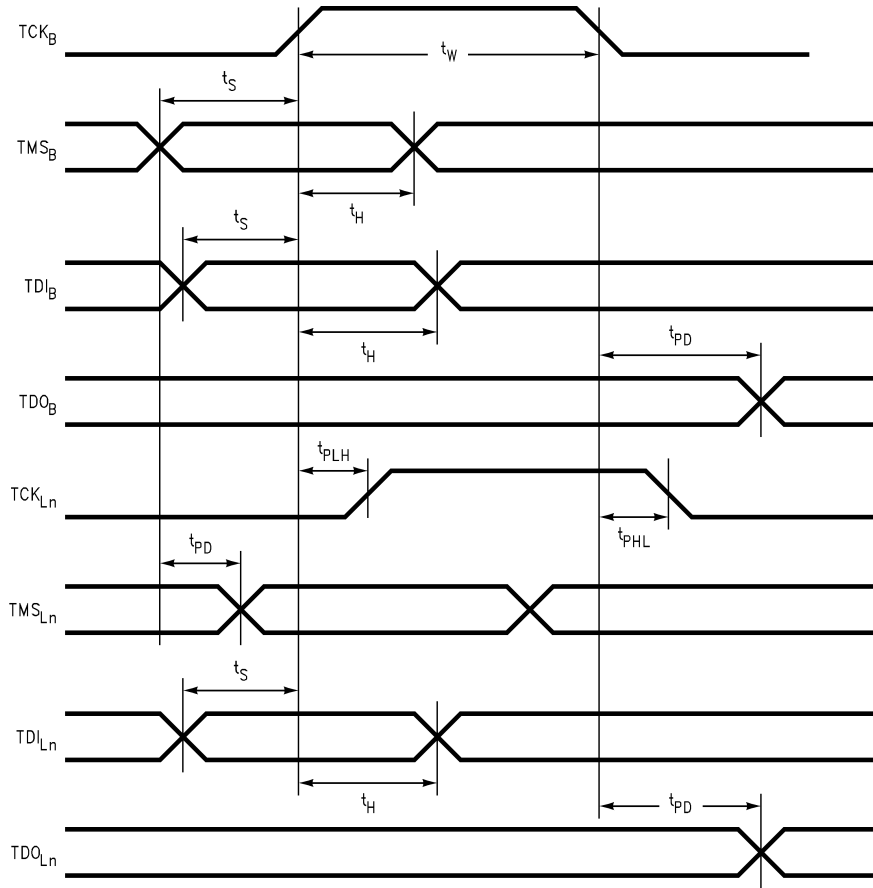 TCK_B
t_W
t_S
TMS_B
t_H
t_S
TDI_B
t_H
t_PD
TDO_B
t_PLH
TCK_Ln
t_PHL
t_PD
TMS_Ln
t_S
TDI_Ln
t_H
t_PD
TDO_Ln